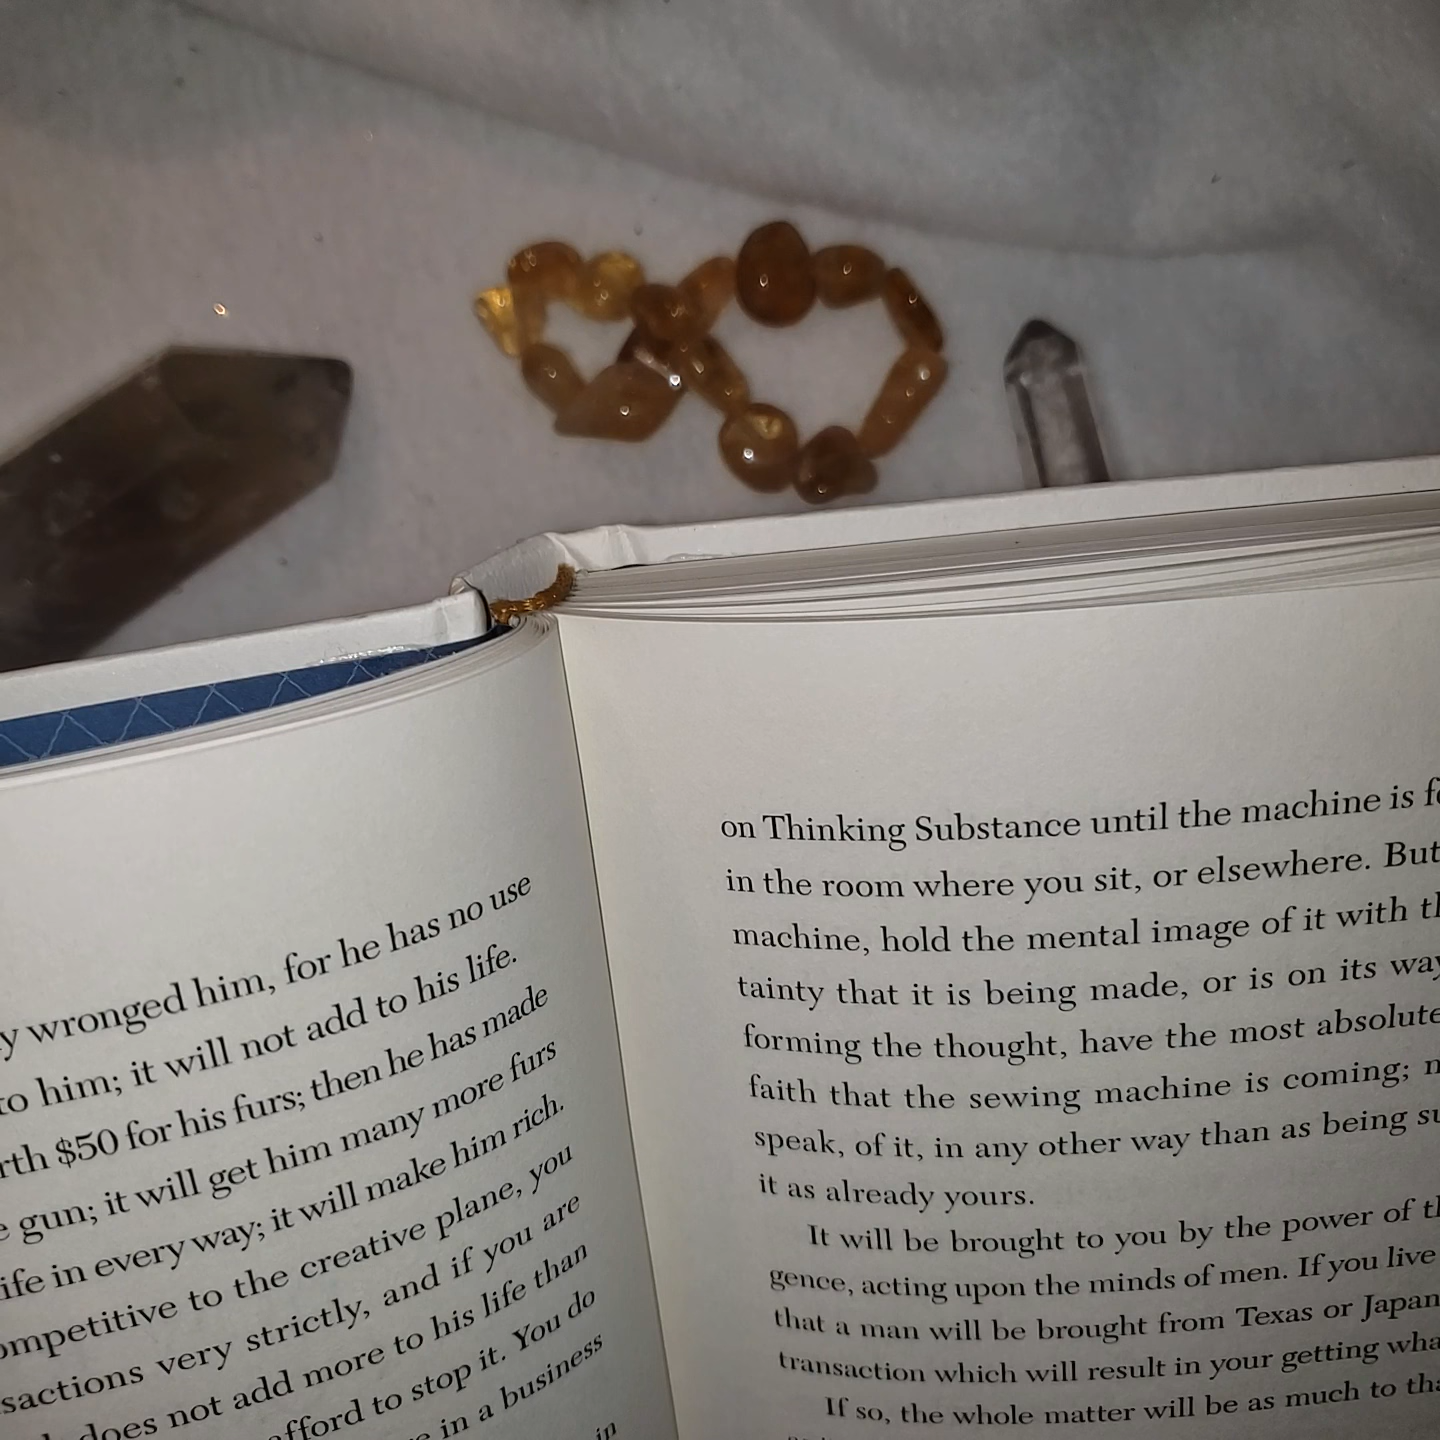 y wronged him, for he has no use
to him; it will not add to his life.
rth $50 for his furs; then he has made
e gun; it will get him many more furs
ife in every way; it will make him rich.
ompetitive to the creative plane, you
sactions very strictly, and if you are
does not add more to his life than
afford to stop it. You do
in a business
in
on Thinking Substance until the machine is f
in the room where you sit, or elsewhere. But
machine, hold the mental image of it with th
tainty that it is being made, or is on its way
forming the thought, have the most absolute
faith that the sewing machine is coming; n
speak, of it, in any other way than as being su
it as already yours.
It will be brought to you by the power of th
gence, acting upon the minds of men. If you live
that a man will be brought from Texas or Japan
transaction which will result in your getting wha
If so, the whole matter will be as much to tha